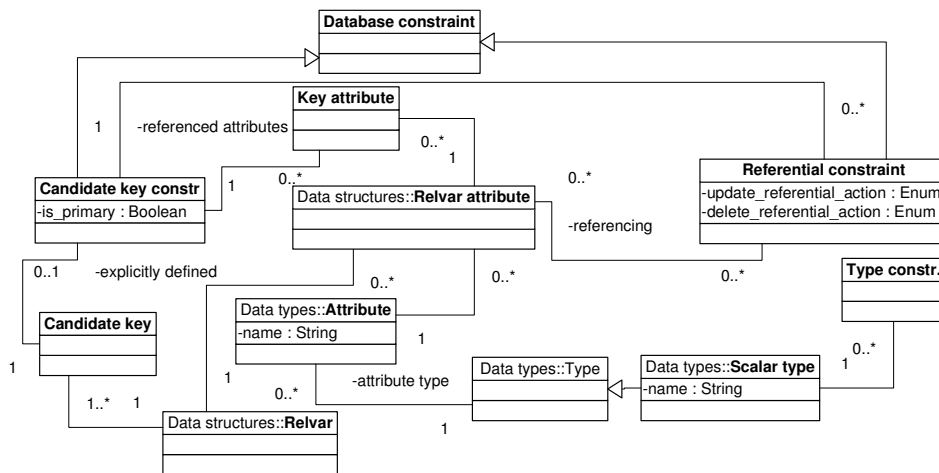 Database constraint
Key attribute
1
-referenced attributes
0..*
0..*
1
Candidate key constr
-is_primary : Boolean
1
0..*
0..*
Referential constraint
-update_referential_action : Enum
-delete_referential_action : Enum
Data structures::Relvar attribute
-referencing
0..1
-explicitly defined
0..*
0..*
0..*
Type constr.
Candidate key
Data types::Attribute
-name : String
1
1
1
0..*
-attribute type
Data types::Type
Data types::Scalar type
-name : String
1
0..*
1..*
1
1
Data structures::Relvar